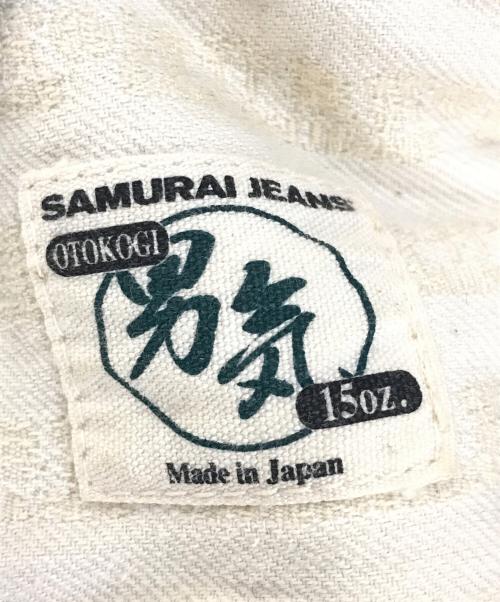 SAMURAI JEANS
OTOKOGI
男気
15oz.
Made in Japan